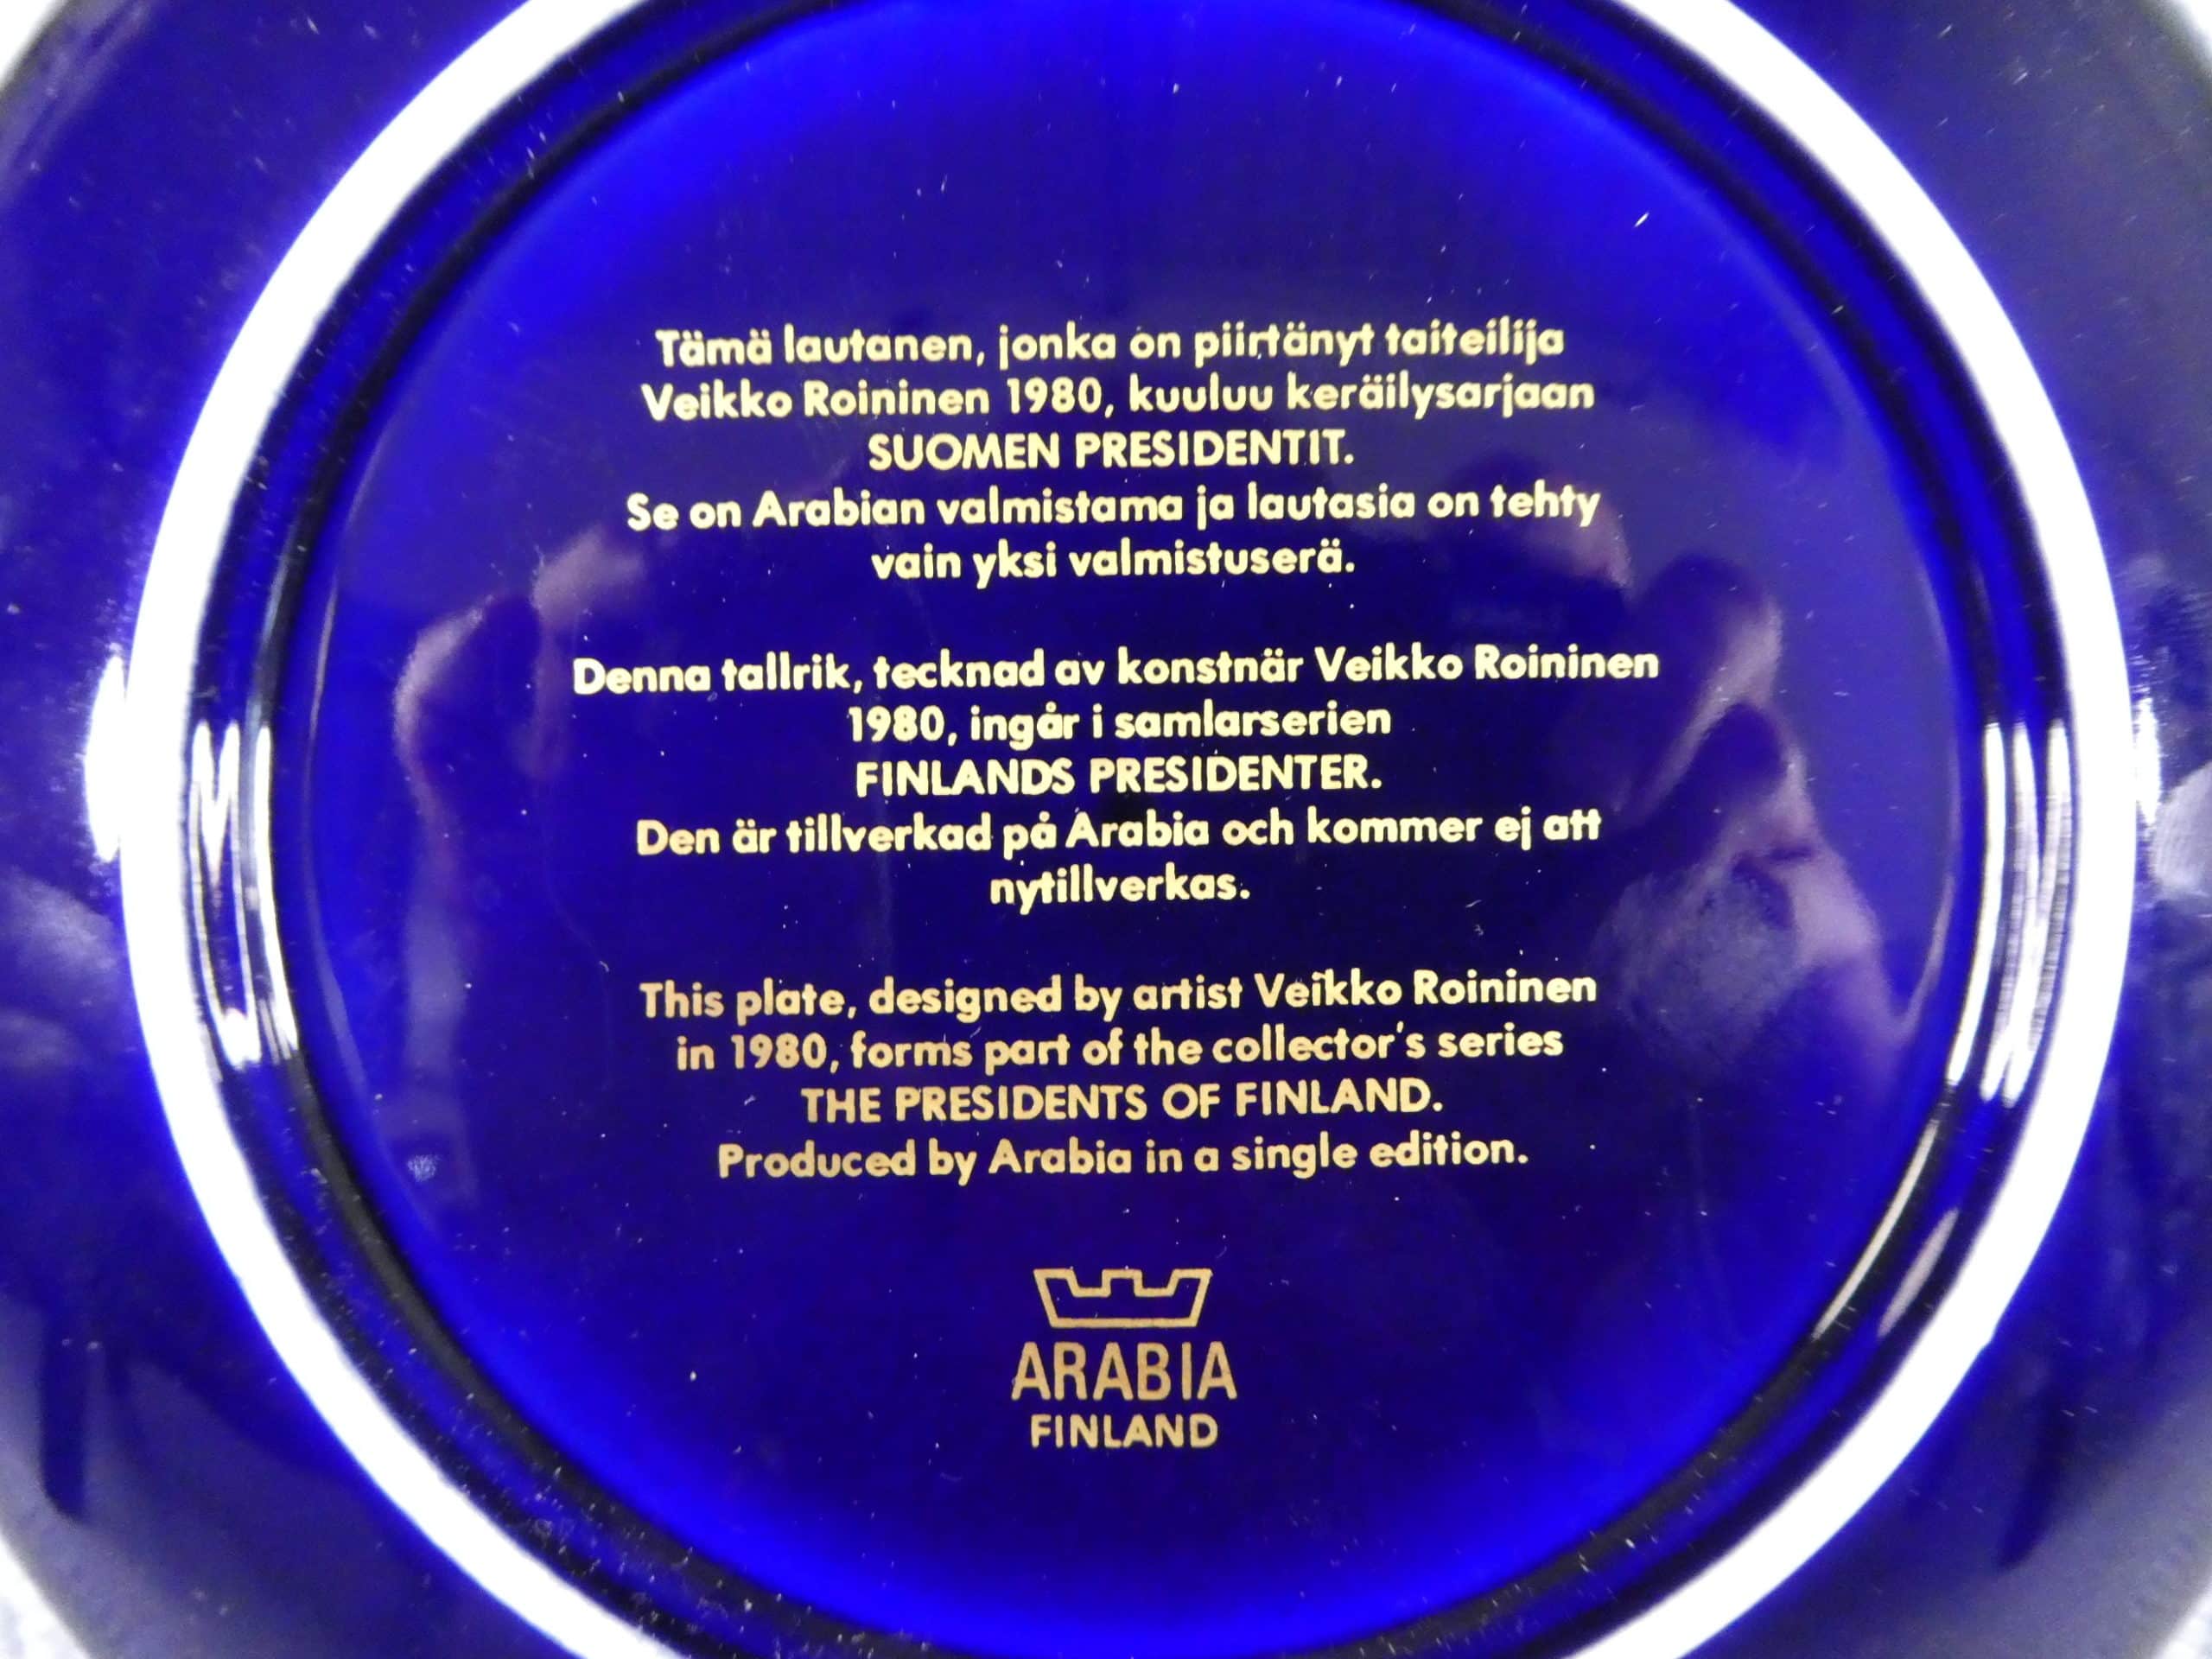 Tämä lautanen, jonka on piirtänyt taiteilija
Veikko Roininen 1980, kuuluu keräilysarjaan
SUOMEN PRESIDENTIT.
Se on Arabian valmistama ja lautasia on tehty
vain yksi valmistuserä.
Denna tallrik, tecknad av konstnär Veikko Roininen
1980, ingår i samlarserien
FINLANDS PRESIDENTER.
Den är tillverkad på Arabia och kommer ej att
nytillverkas.
This plate, designed by artist Veikko Roininen
in 1980, forms part of the collector's series
THE PRESIDENTS OF FINLAND.
Produced by Arabia in a single edition.
ARABIA
FINLAND